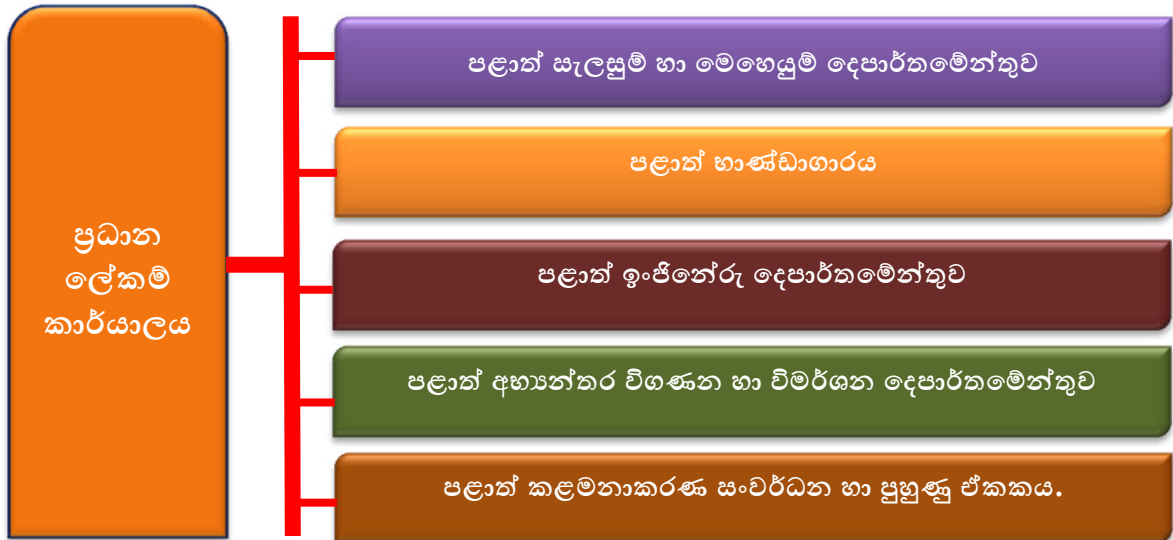 ප්‍රධාන
ලේකම්
කාර්යාලය
පළාත් සැලසුම් හා මෙහෙයුම් දෙපාර්තමේන්තුව
පළාත් භාණ්ඩාගාරය
පළාත් ඉංජිනේරු දෙපාර්තමේන්තුව
පළාත් අභ්‍යන්තර විගණන හා විමර්ශන දෙපාර්තමේන්තුව
පළාත් කළමනාකරණ සංවර්ධන හා පුහුණු ඒකකය.